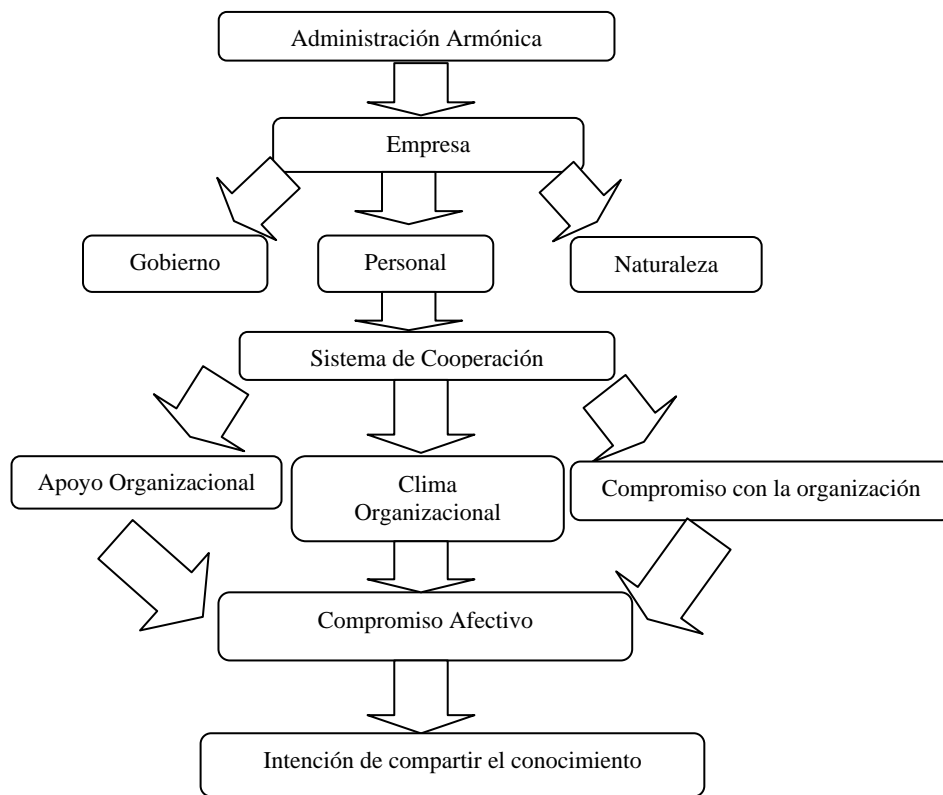 Administración Armónica
Empresa
Gobierno
Personal
Naturaleza
Sistema de Cooperación
Apoyo Organizacional
Clima
Organizacional
Compromiso con la organización
Compromiso Afectivo
Intención de compartir el conocimiento